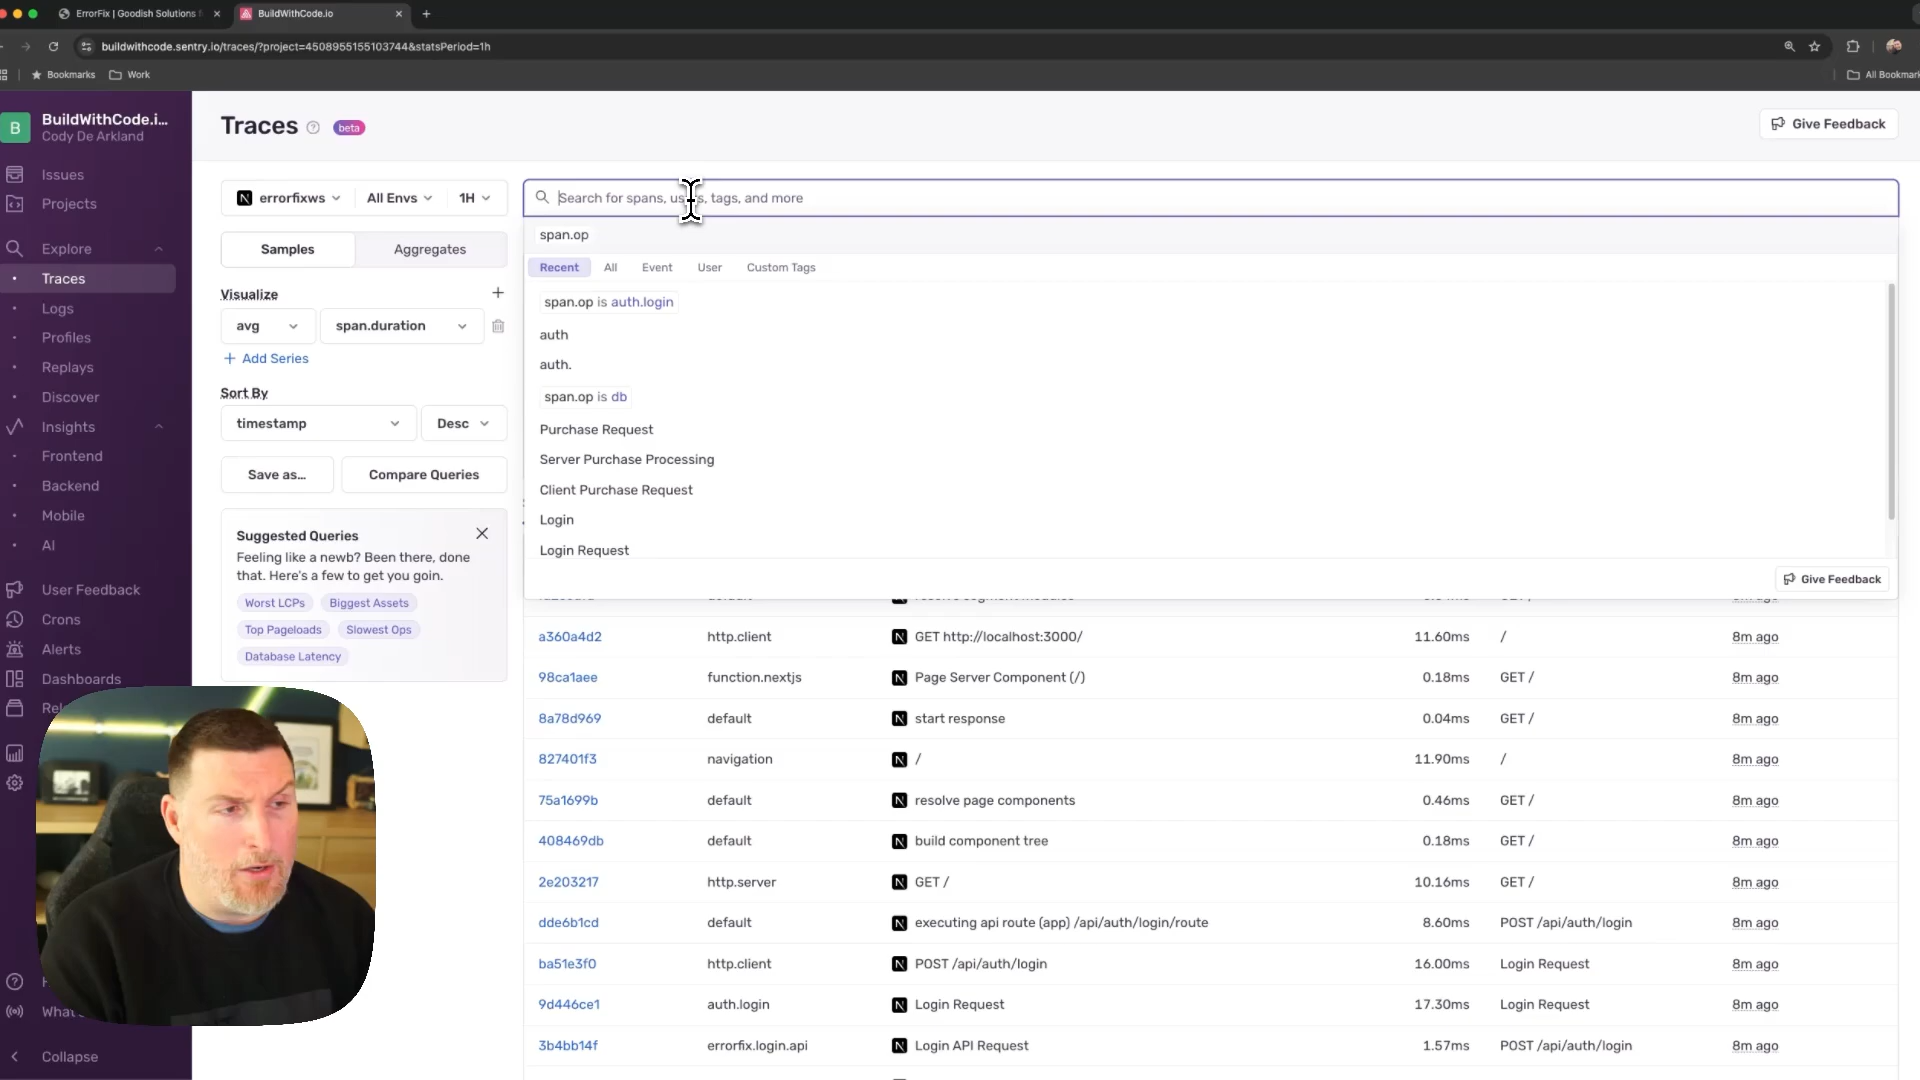 ErrorFix | Goodish Solutions
BuildWithCode.io
buildwithcode.sentry.io/traces/?project=4508955155103744&statsPeriod=1h
Bookmarks
Work
All Bookmark
B
BuildWithCode.i...
Cody De Arkland
Issues
Projects
Explore
Traces
Logs
Profiles
Replays
Discover
Insights
Frontend
Backend
Mobile
AI
User Feedback
Crons
Alerts
Dashboards
Collapse
Traces
beta
Give Feedback
errorfixws
All Envs
1H
Search for spans, users, tags, and more
Samples
Aggregates
Visualize
avg
span.duration
+ Add Series
Sort By
timestamp
Desc
Save as...
Compare Queries
Suggested Queries
Feeling like a newb? Been there, done
that. Here's a few to get you goin.
Worst LCPs
Biggest Assets
Top Pageloads
Slowest Ops
Database Latency
span.op
Recent
All
Event
User
Custom Tags
span.op is auth.login
auth
auth.
span.op is db
Purchase Request
Server Purchase Processing
Client Purchase Request
Login
Login Request
Give Feedback
a360a4d2 http.client N GET http://localhost:3000/ 11.60ms / 8m ago
98ca1aee function.nextjs N Page Server Component (/) 0.18ms GET / 8m ago
8a78d969 default N start response 0.04ms GET / 8m ago
827401f3 navigation N / 11.90ms / 8m ago
75a1699b default N resolve page components 0.46ms GET / 8m ago
408469db default N build component tree 0.18ms GET / 8m ago
2e203217 http.server N GET / 10.16ms GET / 8m ago
dde6b1cd default N executing api route (app) /api/auth/login/route 8.60ms POST /api/auth/login 8m ago
ba51e3f0 http.client N POST /api/auth/login 16.00ms Login Request 8m ago
9d446ce1 auth.login N Login Request 17.30ms Login Request 8m ago
3b4bb14f errorfix.login.api N Login API Request 1.57ms POST /api/auth/login 8m ago